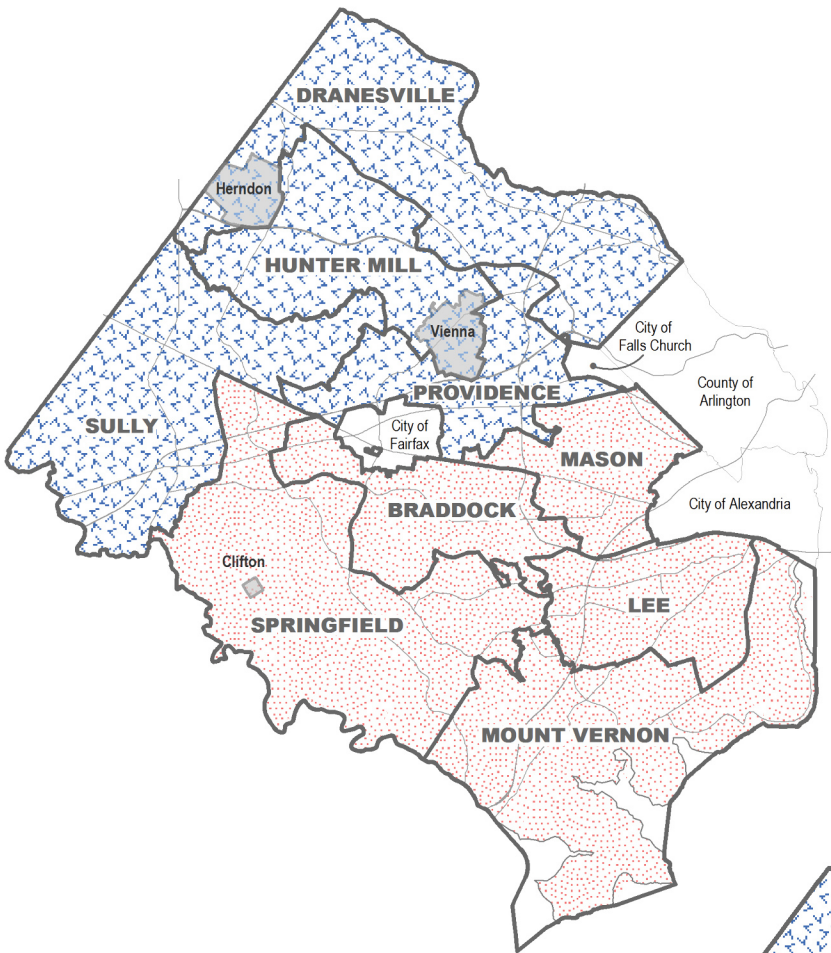 DRANESVILLE
Herndon
HUNTER MILL
Vienna
City of
Falls Church
County of
Arlington
PROVIDENCE
SULLY
City of
Fairfax
MASON
City of Alexandria
BRADDOCK
Clifton
LEE
SPRINGFIELD
MOUNT VERNON